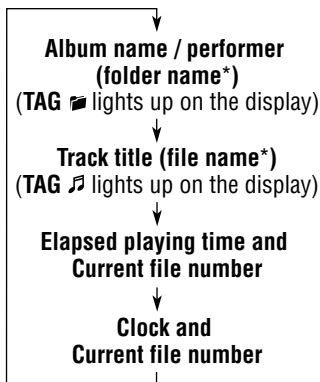 Album name / performer
(folder name*)
(TAG lights up on the display)
Track title (file name*)
(TAG lights up on the display)
Elapsed playing time and
Current file number
Clock and
Current file number